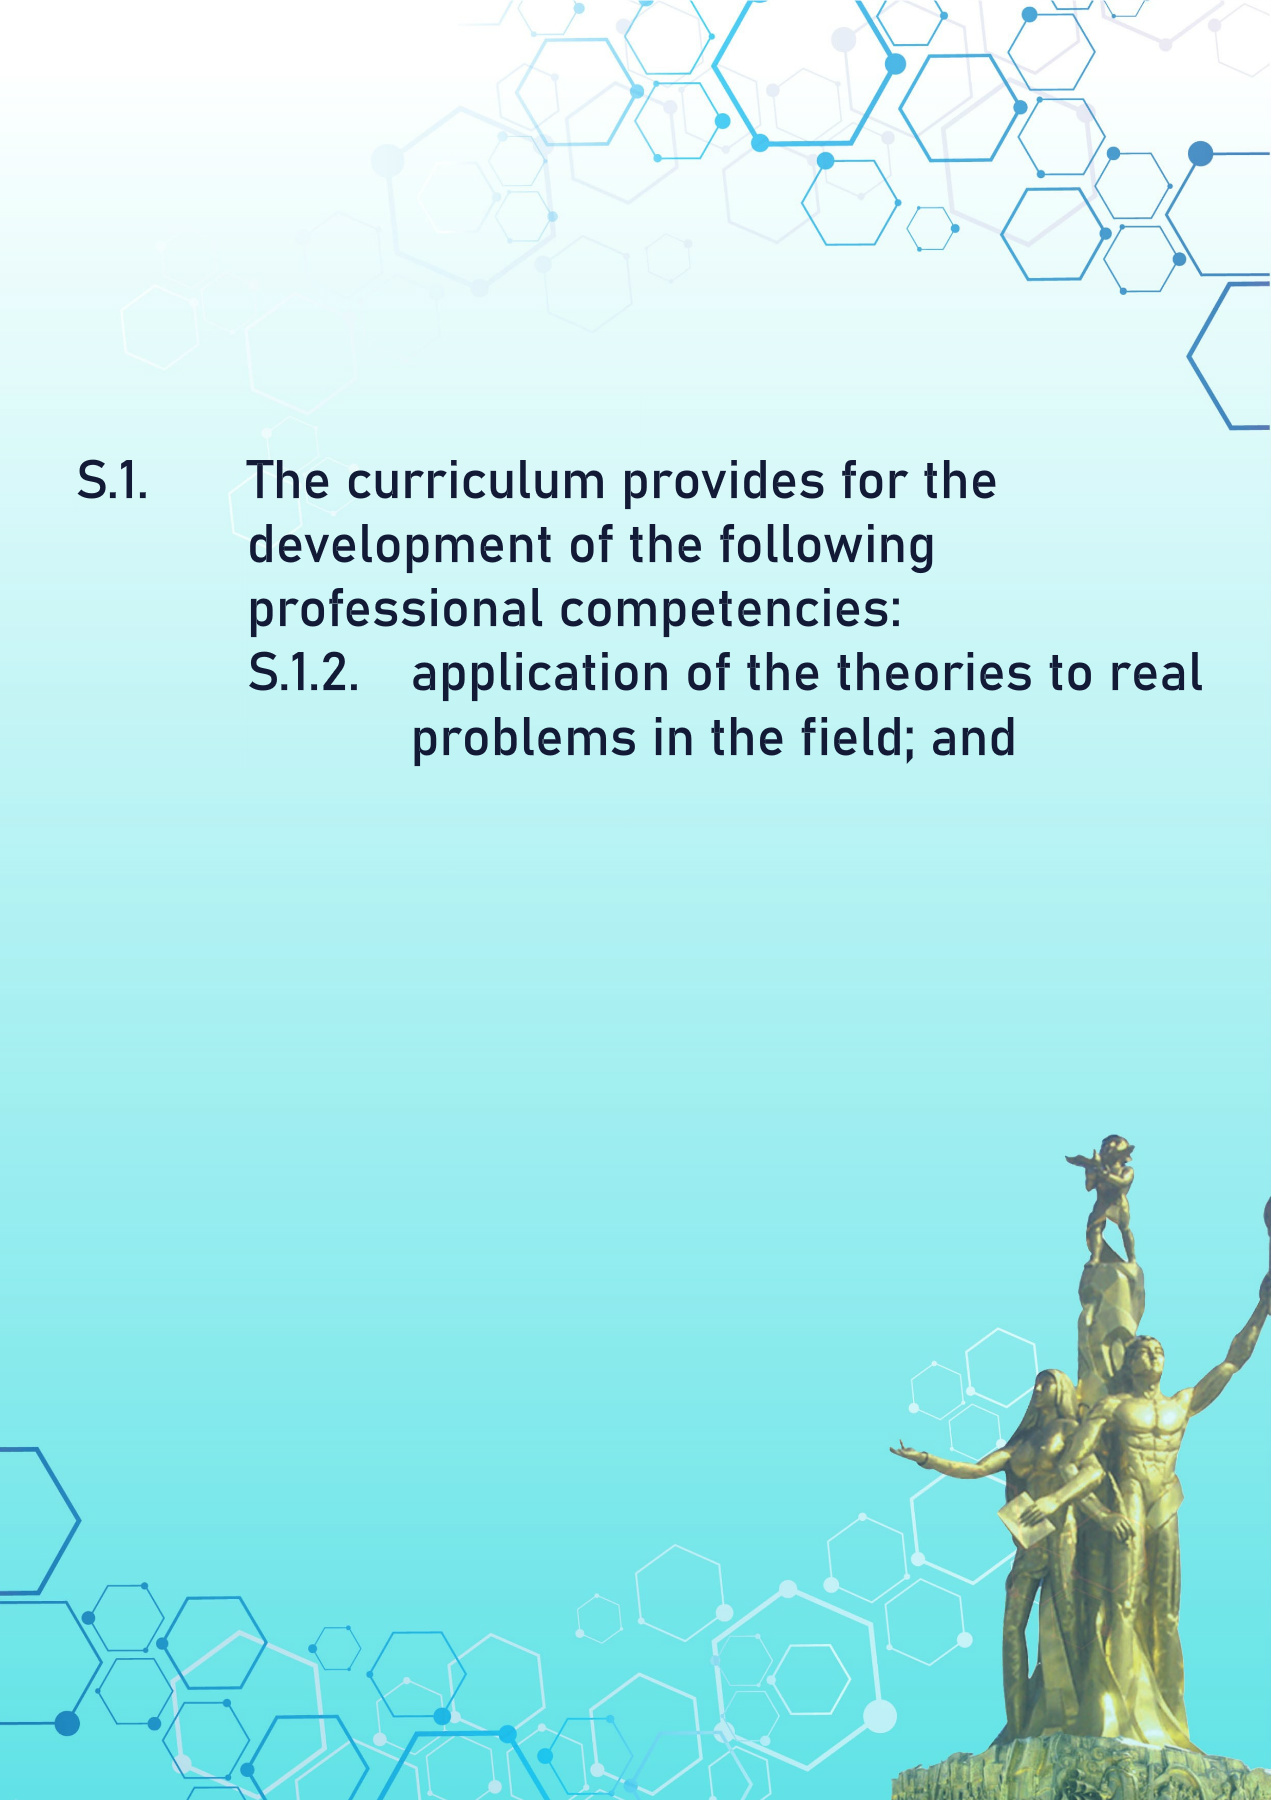 S.1. The curriculum provides for the
development of the following
professional competencies:
S.1.2. application of the theories to real
problems in the field; and